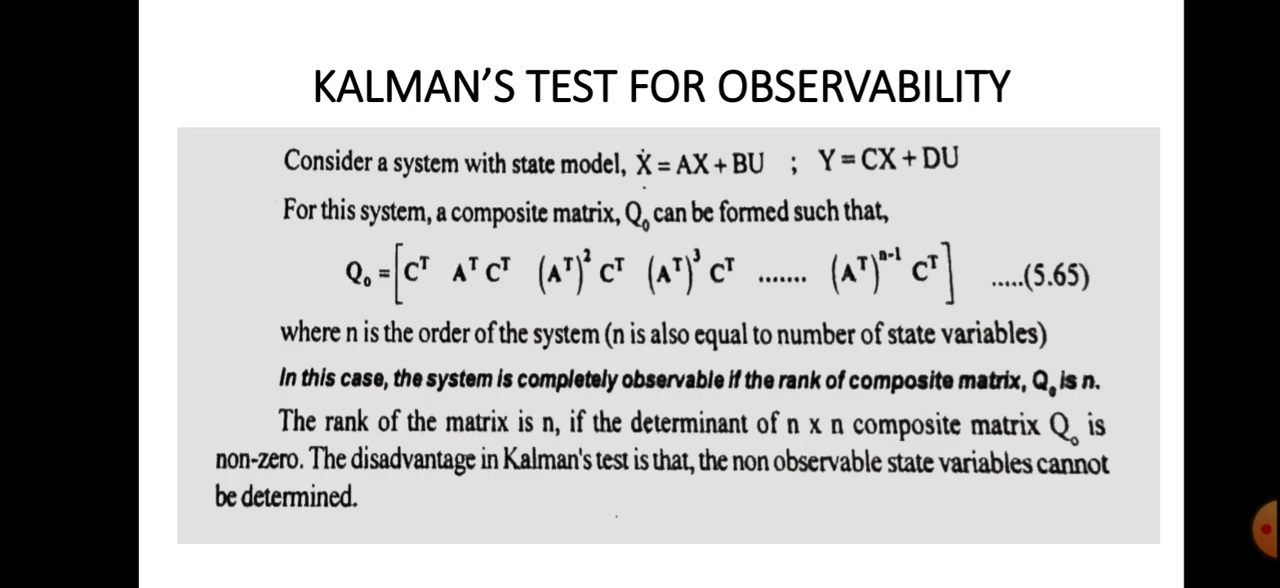 KALMAN'S TEST FOR OBSERVABILITY
Consider a system with state model, Ẋ = AX + BU ; Y = CX + DU
For this system, a composite matrix, Q₀ can be formed such that,
Q₀ = [Cᵀ AᵀCᵀ (Aᵀ)² Cᵀ (Aᵀ)³ Cᵀ ....... (Aᵀ)ⁿ⁻¹ Cᵀ] .....(5.65)
where n is the order of the system (n is also equal to number of state variables)
In this case, the system is completely observable if the rank of composite matrix, Q₀ is n.
The rank of the matrix is n, if the determinant of n x n composite matrix Q₀ is
non-zero. The disadvantage in Kalman's test is that, the non observable state variables cannot
be determined.